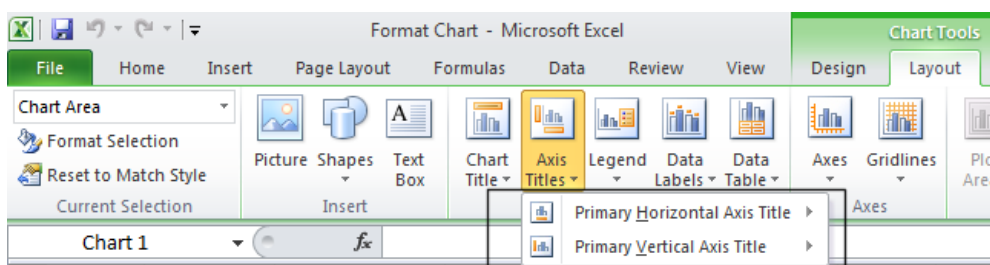 Format Chart - Microsoft Excel
Chart Tools
File Home Insert Page Layout Formulas Data Review View Design Layout
Chart Area
Format Selection
Reset to Match Style
Current Selection
Picture Shapes Text Box
Insert
Chart Title Axis Titles Legend Data Labels Data Table
Axes Gridlines
Axes
Primary Horizontal Axis Title
Primary Vertical Axis Title
Chart 1
fx